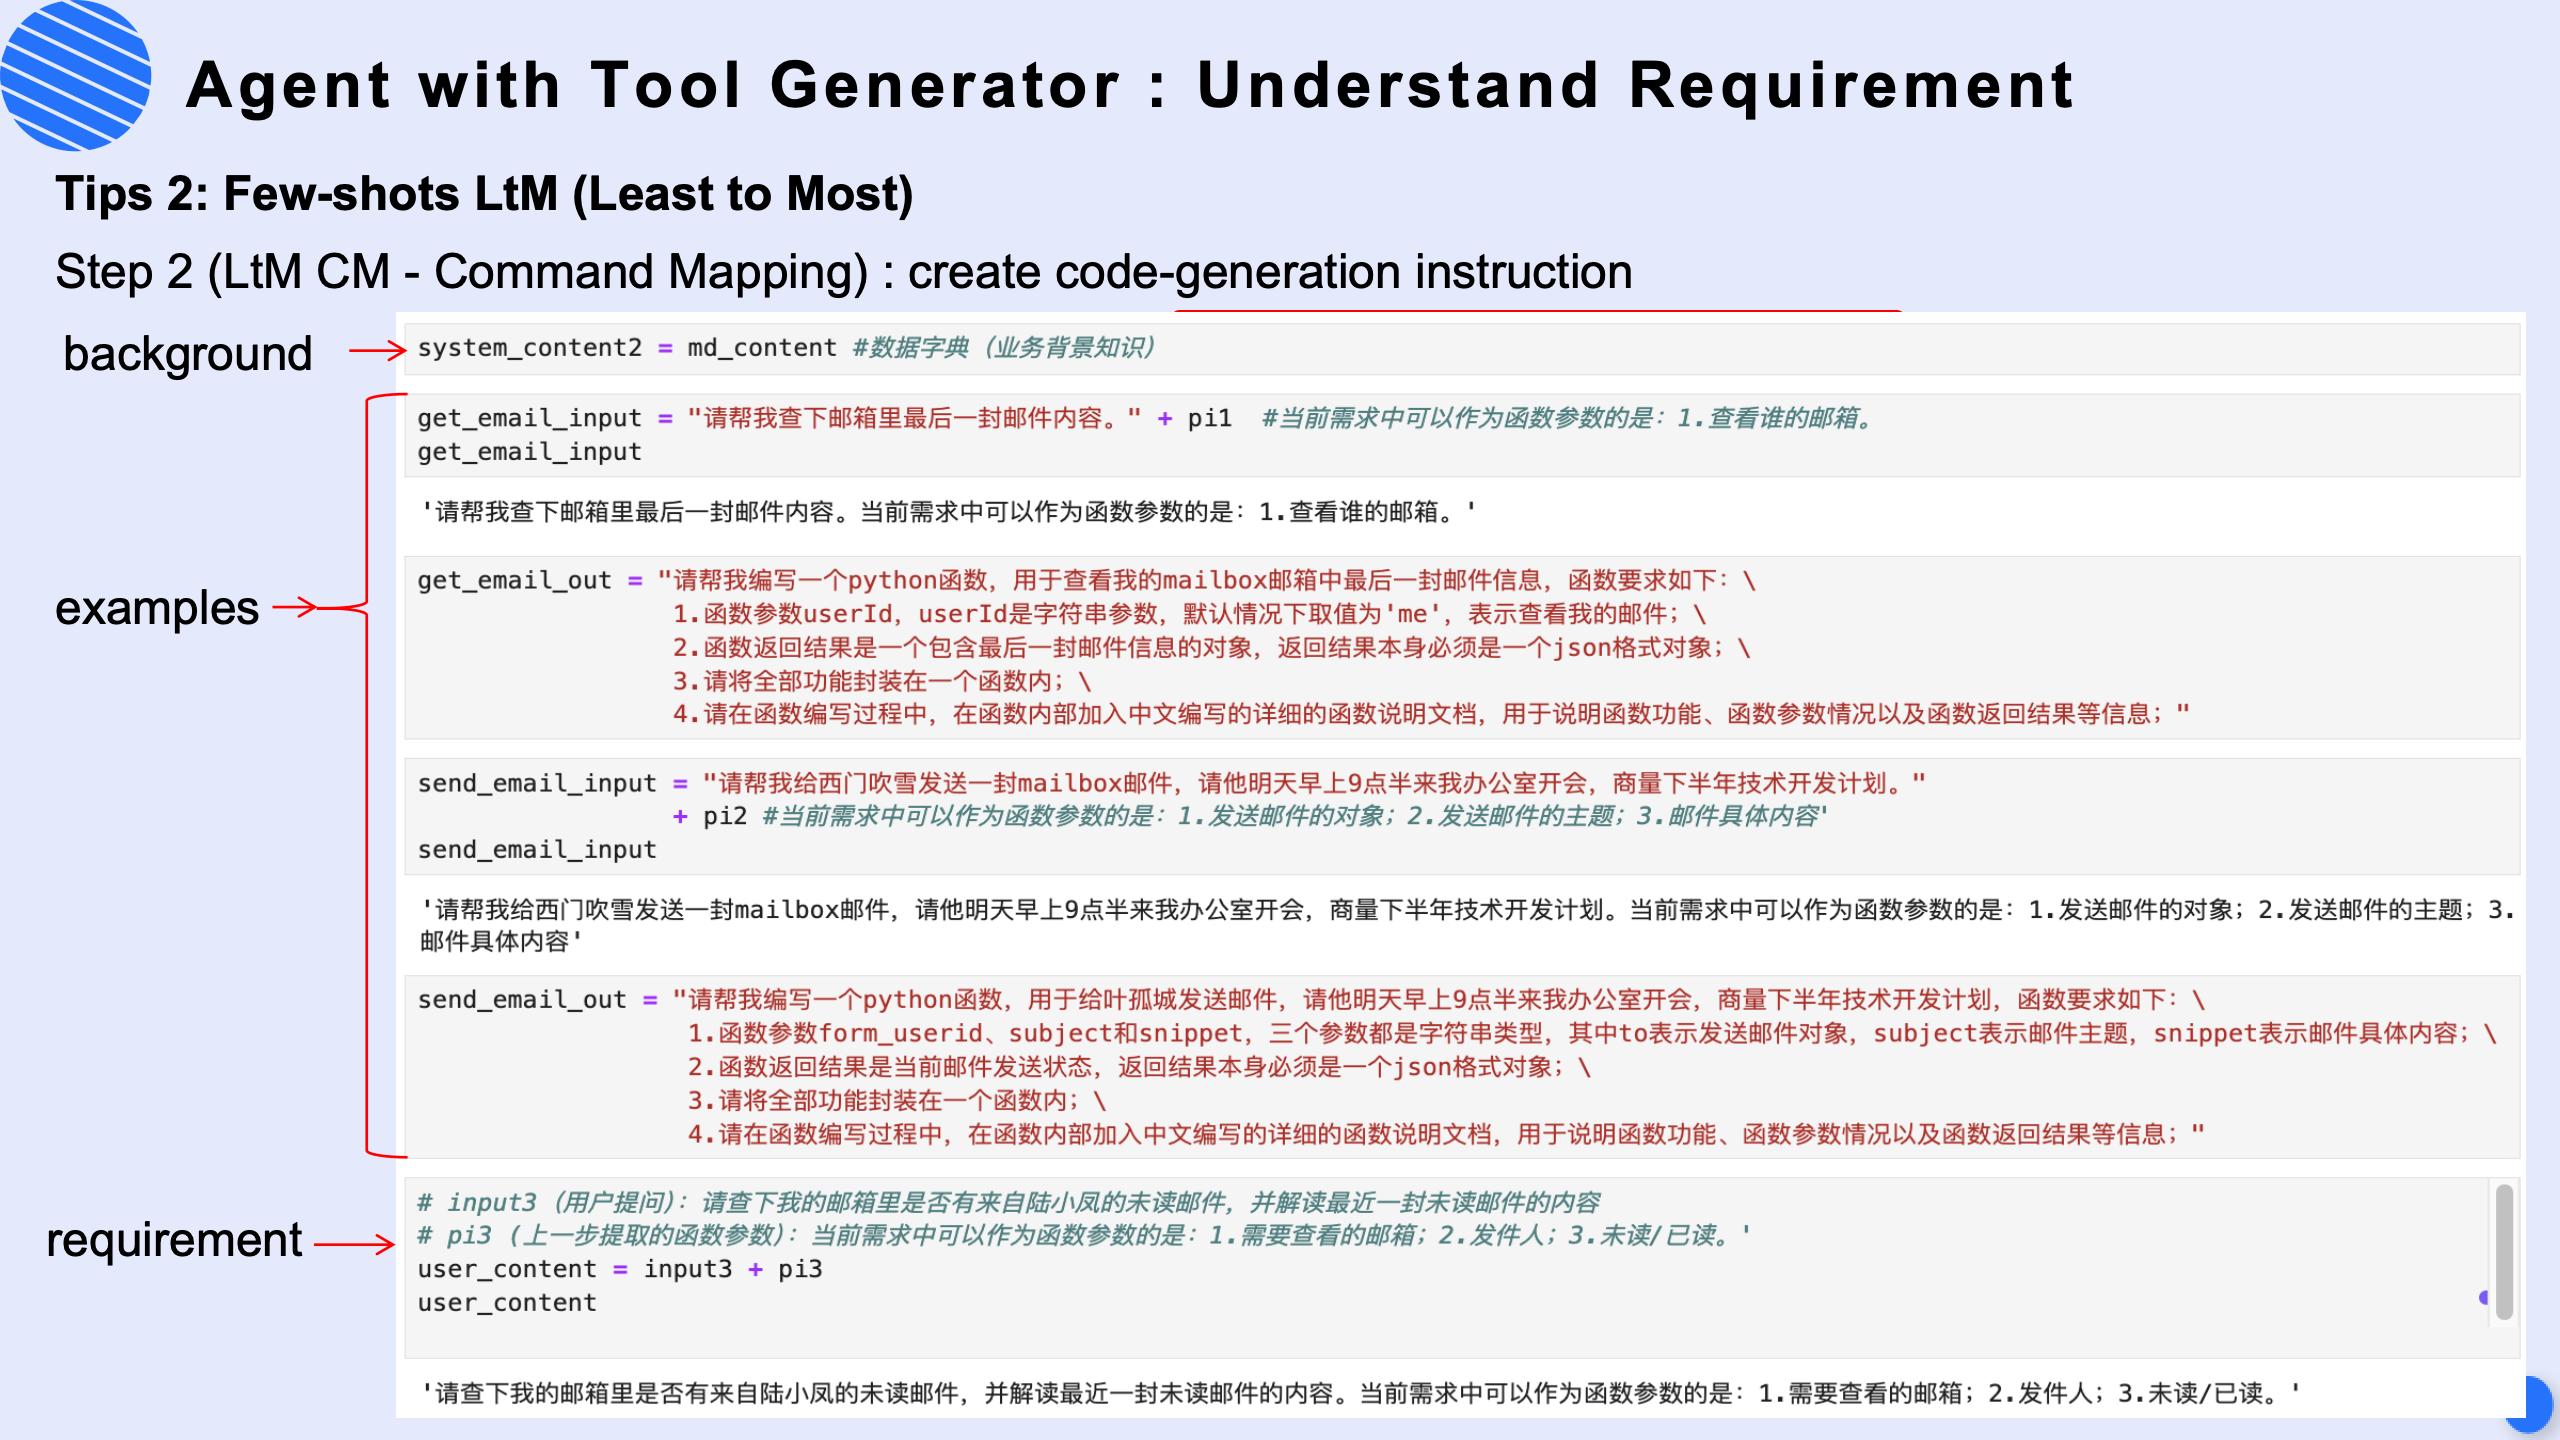 Agent with Tool Generator : Understand Requirement
Tips 2: Few-shots LtM (Least to Most)
Step 2 (LtM CM - Command Mapping) : create code-generation instruction
background
system_content2 = md_content #数据字典（业务背景知识）
get_email_input = "请帮我查下邮箱里最后一封邮件内容。" + pi1  #当前需求中可以作为函数参数的是：1.查看谁的邮箱。
get_email_input
'请帮我查下邮箱里最后一封邮件内容。当前需求中可以作为函数参数的是：1.查看谁的邮箱。'
examples
get_email_out = "请帮我编写一个python函数，用于查看我的mailbox邮箱中最后一封邮件信息，函数要求如下：\
1.函数参数userId，userId是字符串参数，默认情况下取值为'me'，表示查看我的邮件；\
2.函数返回结果是一个包含最后一封邮件信息的对象，返回结果本身必须是一个json格式对象；\
3.请将全部功能封装在一个函数内；\
4.请在函数编写过程中，在函数内部加入中文编写的详细的函数说明文档，用于说明函数功能、函数参数情况以及函数返回结果等信息；"
send_email_input = "请帮我给西门吹雪发送一封mailbox邮件，请他明天早上9点半来我办公室开会，商量下半年技术开发计划。"
+ pi2 #当前需求中可以作为函数参数的是：1.发送邮件的对象；2.发送邮件的主题；3.邮件具体内容'
send_email_input
'请帮我给西门吹雪发送一封mailbox邮件，请他明天早上9点半来我办公室开会，商量下半年技术开发计划。当前需求中可以作为函数参数的是：1.发送邮件的对象；2.发送邮件的主题；3.
邮件具体内容'
send_email_out = "请帮我编写一个python函数，用于给叶孤城发送邮件，请他明天早上9点半来我办公室开会，商量下半年技术开发计划，函数要求如下：\
1.函数参数form_userid、subject和snippet，三个参数都是字符串类型，其中to表示发送邮件对象，subject表示邮件主题，snippet表示邮件具体内容；\
2.函数返回结果是当前邮件发送状态，返回结果本身必须是一个json格式对象；\
3.请将全部功能封装在一个函数内；\
4.请在函数编写过程中，在函数内部加入中文编写的详细的函数说明文档，用于说明函数功能、函数参数情况以及函数返回结果等信息；"
requirement
# input3（用户提问）：请查下我的邮箱里是否有来自陆小凤的未读邮件，并解读最近一封未读邮件的内容
# pi3（上一步提取的函数参数）：当前需求中可以作为函数参数的是：1.需要查看的邮箱；2.发件人；3.未读/已读。'
user_content = input3 + pi3
user_content
'请查下我的邮箱里是否有来自陆小凤的未读邮件，并解读最近一封未读邮件的内容。当前需求中可以作为函数参数的是：1.需要查看的邮箱；2.发件人；3.未读/已读。'